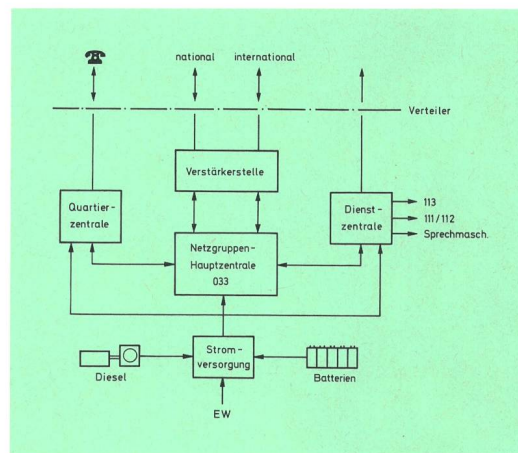 national
international
Verteiler
Verstärkerstelle
Quartier-
zentrale
Dienst-
zentrale
113
111/112
Sprechmasch.
Netzgruppen-
Hauptzentrale
033
Strom-
versorgung
Diesel
Batterien
EW